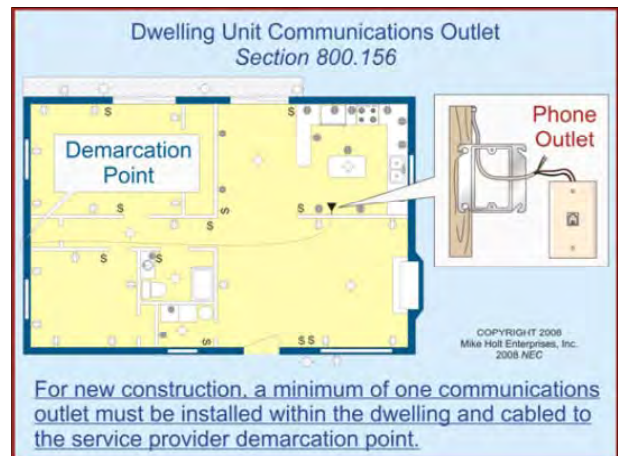 Dwelling Unit Communications Outlet
Section 800.156
Phone
Outlet
Demarcation
Point
S
S
S
S
S
S
S
S
S
S
S
S S
COPYRIGHT 2008
Mike Holt Enterprises, Inc.
2008 NEC
For new construction, a minimum of one communications
outlet must be installed within the dwelling and cabled to
the service provider demarcation point.